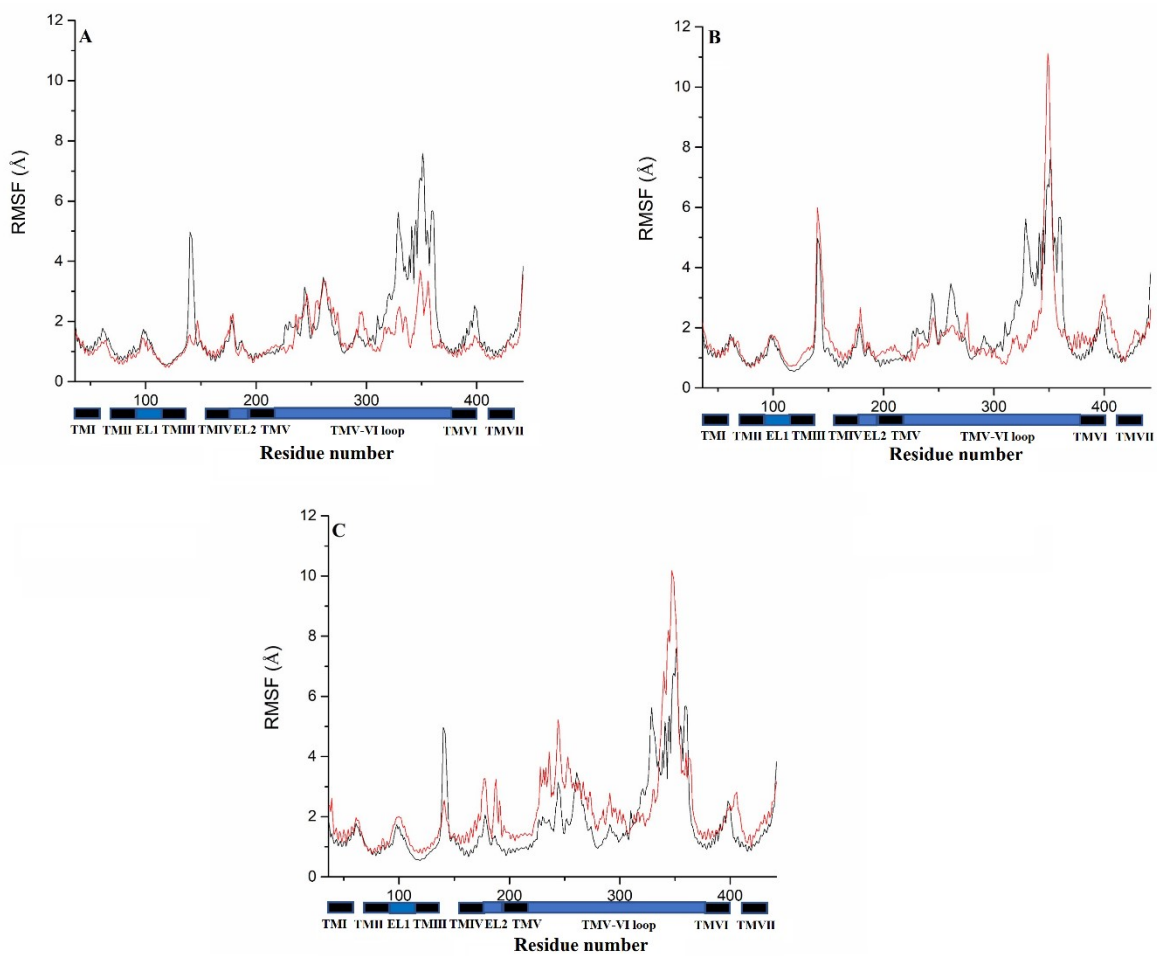 A
12
10
8
6
4
2
0
RMSF (Å)
100 200 300 400
TMI TMII EL1 TMIII TMIV EL2 TMV TMV-VI loop TMVI TMVII
Residue number
B
12
10
8
6
4
2
0
RMSF (Å)
100 200 300 400
TMI TMII EL1 TMIII TMIV EL2 TMV TMV-VI loop TMVI TMVII
Residue number
C
12
10
8
6
4
2
0
RMSF (Å)
100 200 300 400
TMI TMII EL1 TMIII TMIV EL2 TMV TMV-VI loop TMVI TMVII
Residue number